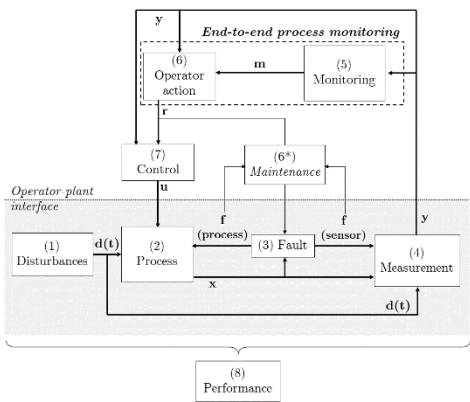 y
End-to-end process monitoring
(6)
Operator
action
m
(5)
Monitoring
r
(7)
Control
(6*)
Maintenance
u
Operator-plant
interface
f
f
y
(1)
Disturbances
d(t)
(2)
Process
(process)
(3) Fault
(sensor)
(4)
Measurement
x
d(t)
(8)
Performance